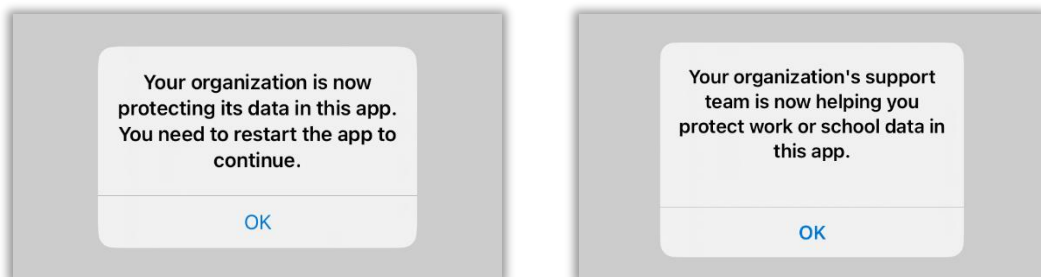 Your organization is now
protecting its data in this app.
You need to restart the app to
continue.
OK
Your organization's support
team is now helping you
protect work or school data in
this app.
OK